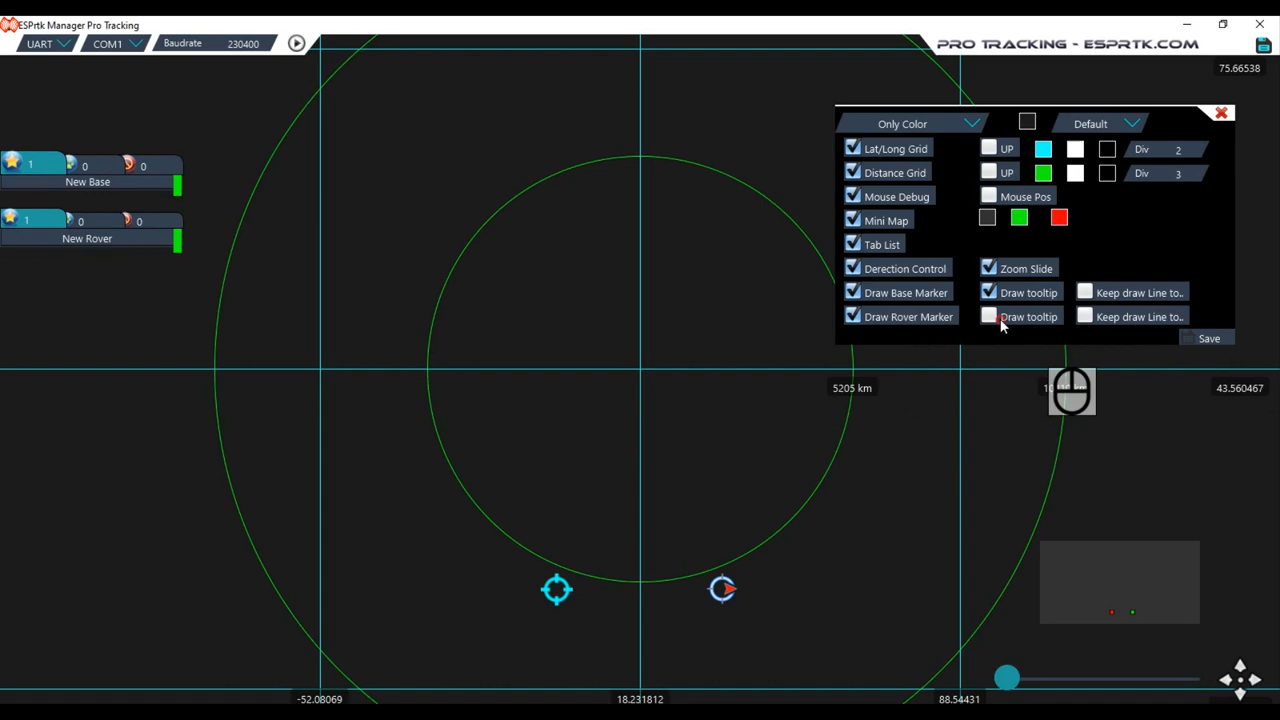 ESPrtk Manager Pro Tracking
UART COM1 Baudrate 230400
PRO TRACKING - ESPRTK.COM
75.66538
Only Color Default
Lat/Long Grid UP Div 2
Distance Grid UP Div 3
Mouse Debug Mouse Pos
Mini Map
Tab List
Derection Control Zoom Slide
Draw Base Marker Draw tooltip Keep draw Line to..
Draw Rover Marker Draw tooltip Keep draw Line to..
Save
1 0 0
New Base
1 0 0
New Rover
5205 km
43.560467
-52.08069 18.231812 88.54431